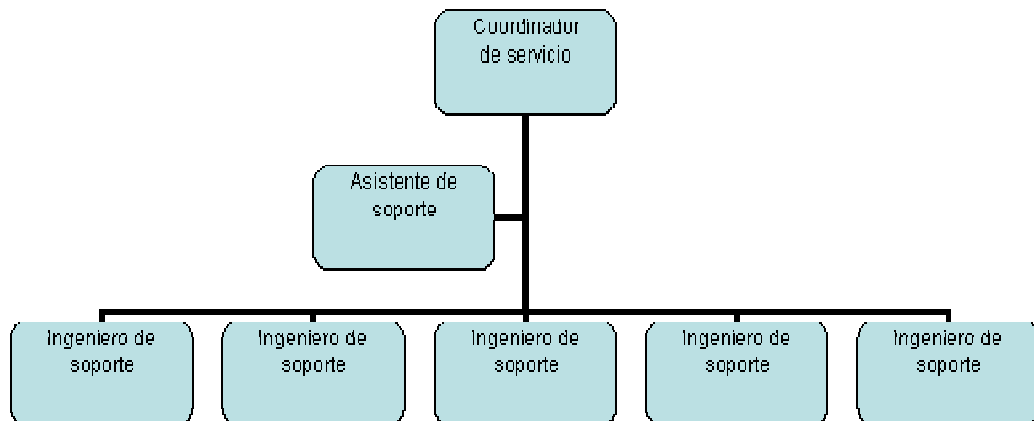 Coordinador
de servicio
Asistente de
soporte
Ingeniero de
soporte
Ingeniero de
soporte
Ingeniero de
soporte
Ingeniero de
soporte
Ingeniero de
soporte